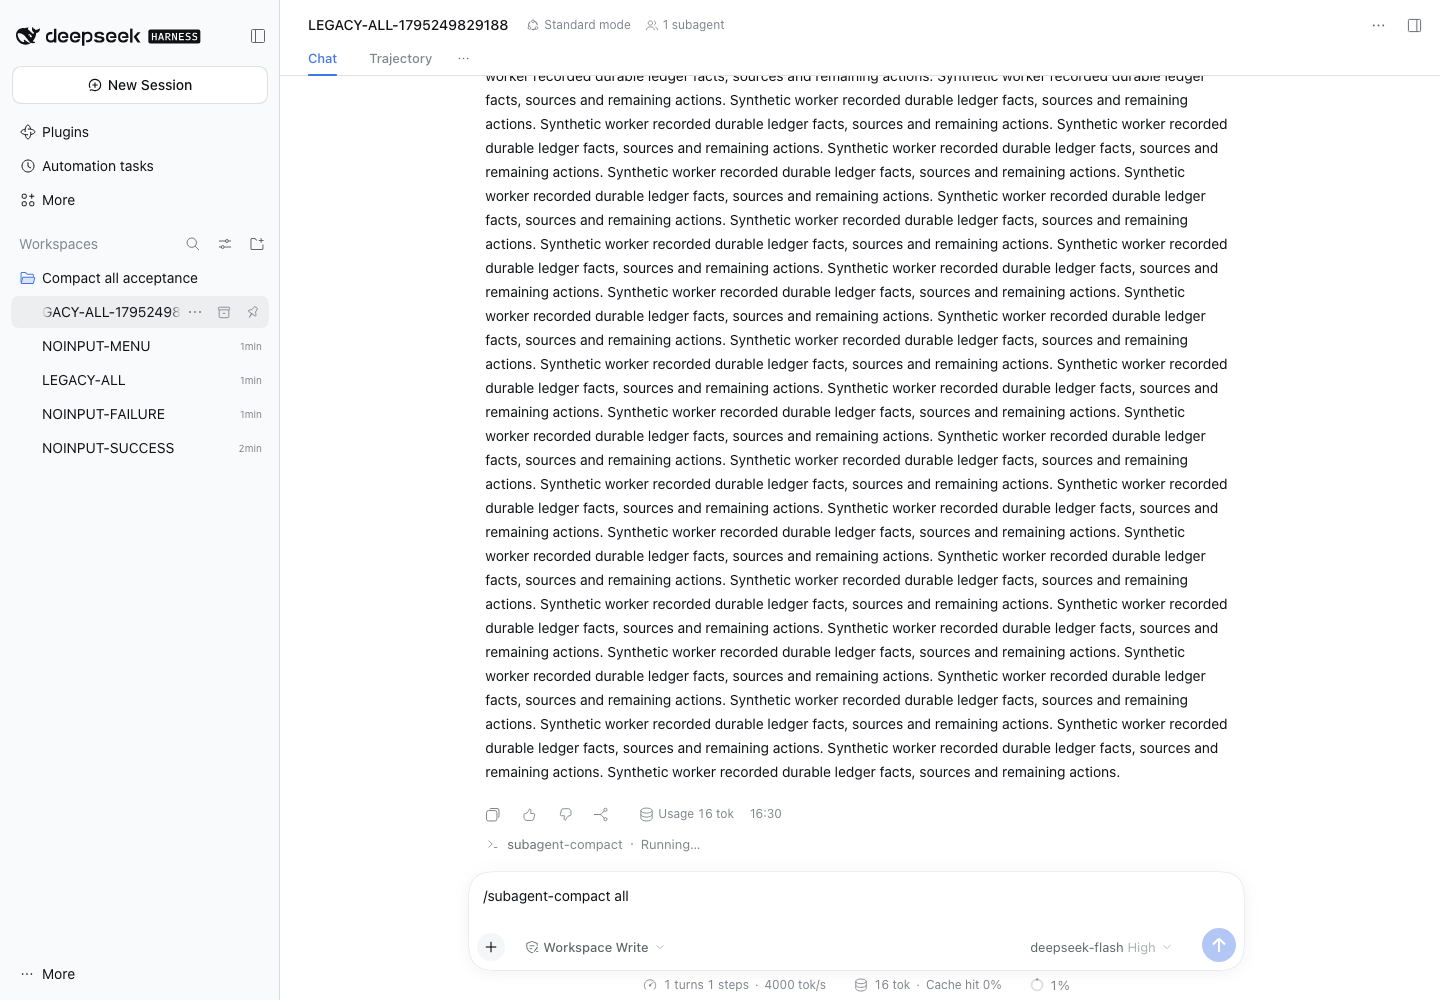 deepseek HARNESS
New Session
Plugins
Automation tasks
More
Workspaces
Compact all acceptance
GACY-ALL-17952498
NOINPUT-MENU 1min
LEGACY-ALL 1min
NOINPUT-FAILURE 1min
NOINPUT-SUCCESS 2min
More
LEGACY-ALL-1795249829188 Standard mode 1 subagent
Chat Trajectory
worker recorded durable ledger facts, sources and remaining actions. Synthetic worker recorded durable ledger
facts, sources and remaining actions. Synthetic worker recorded durable ledger facts, sources and remaining
actions. Synthetic worker recorded durable ledger facts, sources and remaining actions. Synthetic worker recorded
durable ledger facts, sources and remaining actions. Synthetic worker recorded durable ledger facts, sources and
remaining actions. Synthetic worker recorded durable ledger facts, sources and remaining actions. Synthetic
worker recorded durable ledger facts, sources and remaining actions. Synthetic worker recorded durable ledger
facts, sources and remaining actions. Synthetic worker recorded durable ledger facts, sources and remaining
actions. Synthetic worker recorded durable ledger facts, sources and remaining actions. Synthetic worker recorded
durable ledger facts, sources and remaining actions. Synthetic worker recorded durable ledger facts, sources and
remaining actions. Synthetic worker recorded durable ledger facts, sources and remaining actions. Synthetic
worker recorded durable ledger facts, sources and remaining actions. Synthetic worker recorded durable ledger
facts, sources and remaining actions. Synthetic worker recorded durable ledger facts, sources and remaining
actions. Synthetic worker recorded durable ledger facts, sources and remaining actions. Synthetic worker recorded
durable ledger facts, sources and remaining actions. Synthetic worker recorded durable ledger facts, sources and
remaining actions. Synthetic worker recorded durable ledger facts, sources and remaining actions. Synthetic
worker recorded durable ledger facts, sources and remaining actions. Synthetic worker recorded durable ledger
facts, sources and remaining actions. Synthetic worker recorded durable ledger facts, sources and remaining
actions. Synthetic worker recorded durable ledger facts, sources and remaining actions. Synthetic worker recorded
durable ledger facts, sources and remaining actions. Synthetic worker recorded durable ledger facts, sources and
remaining actions. Synthetic worker recorded durable ledger facts, sources and remaining actions. Synthetic
worker recorded durable ledger facts, sources and remaining actions. Synthetic worker recorded durable ledger
facts, sources and remaining actions. Synthetic worker recorded durable ledger facts, sources and remaining
actions. Synthetic worker recorded durable ledger facts, sources and remaining actions. Synthetic worker recorded
durable ledger facts, sources and remaining actions. Synthetic worker recorded durable ledger facts, sources and
remaining actions. Synthetic worker recorded durable ledger facts, sources and remaining actions. Synthetic
worker recorded durable ledger facts, sources and remaining actions. Synthetic worker recorded durable ledger
facts, sources and remaining actions. Synthetic worker recorded durable ledger facts, sources and remaining
actions. Synthetic worker recorded durable ledger facts, sources and remaining actions. Synthetic worker recorded
durable ledger facts, sources and remaining actions. Synthetic worker recorded durable ledger facts, sources and
remaining actions. Synthetic worker recorded durable ledger facts, sources and remaining actions.
Usage 16 tok 16:30
subagent-compact · Running...
/subagent-compact all
Workspace Write deepseek-flash High
1 turns 1 steps · 4000 tok/s 16 tok · Cache hit 0% 1%